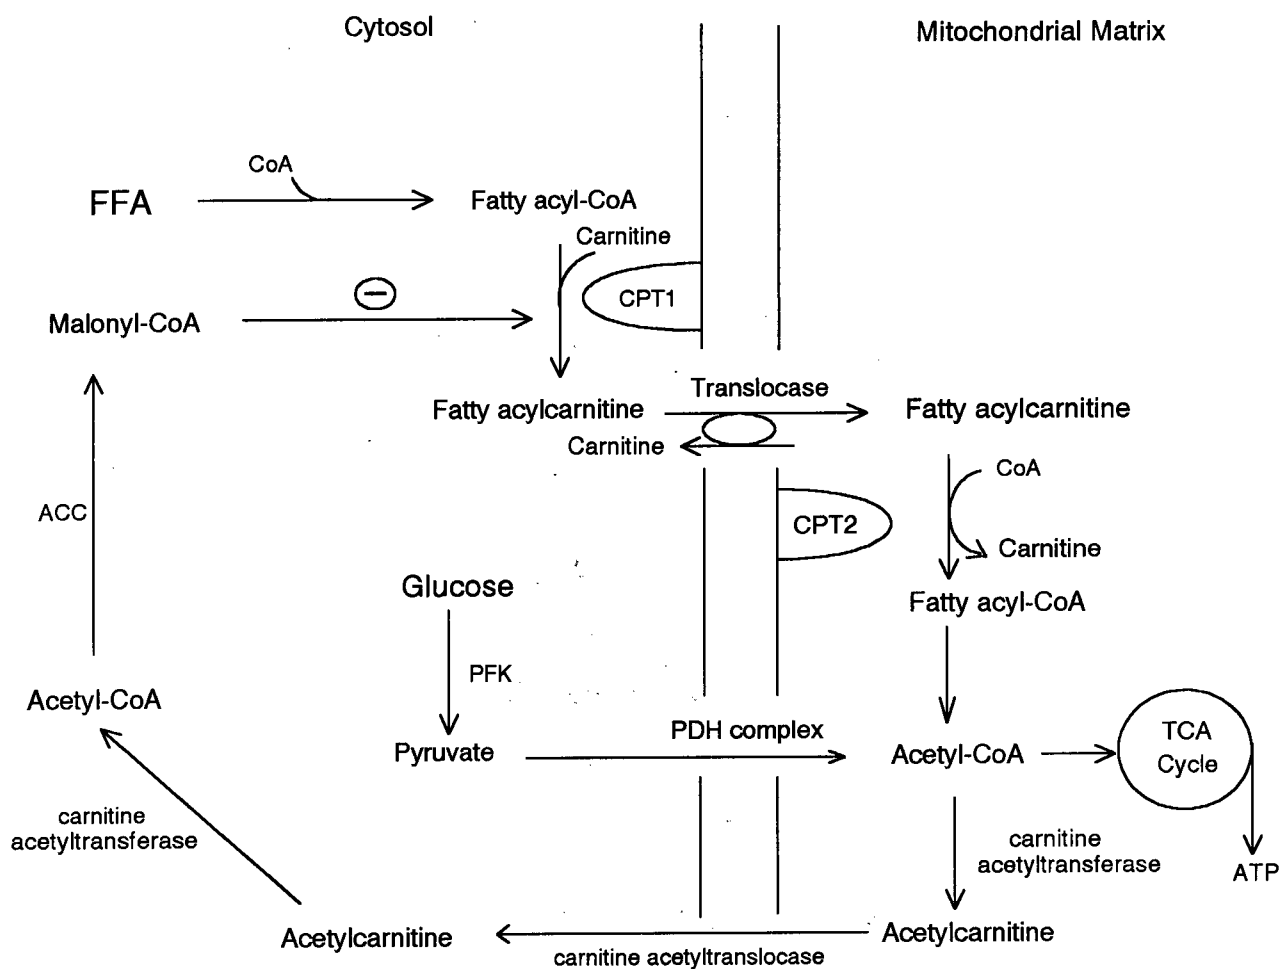 Cytosol
Mitochondrial Matrix
CoA
FFA
Fatty acyl-CoA
Carnitine
CPT1
Malonyl-CoA
−
Translocase
Fatty acylcarnitine
Fatty acylcarnitine
Carnitine
CoA
ACC
CPT2
Carnitine
Glucose
Fatty acyl-CoA
PFK
Acetyl-CoA
PDH complex
Pyruvate
Acetyl-CoA
TCA
Cycle
carnitine
acetyltransferase
carnitine
acetyltransferase
ATP
Acetylcarnitine
Acetylcarnitine
carnitine acetyltranslocase